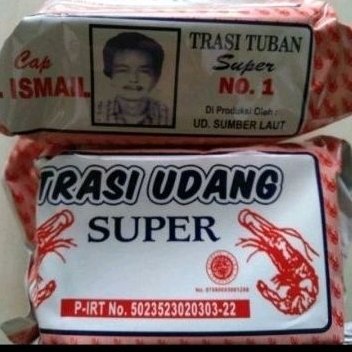 Cap
. ISMAIL
TRASI TUBAN
Super
NO. 1
Di Produksi Oleh :
UD. SUMBER LAUT
TRASI UDANG
SUPER
P-IRT No. 5023523020303-22